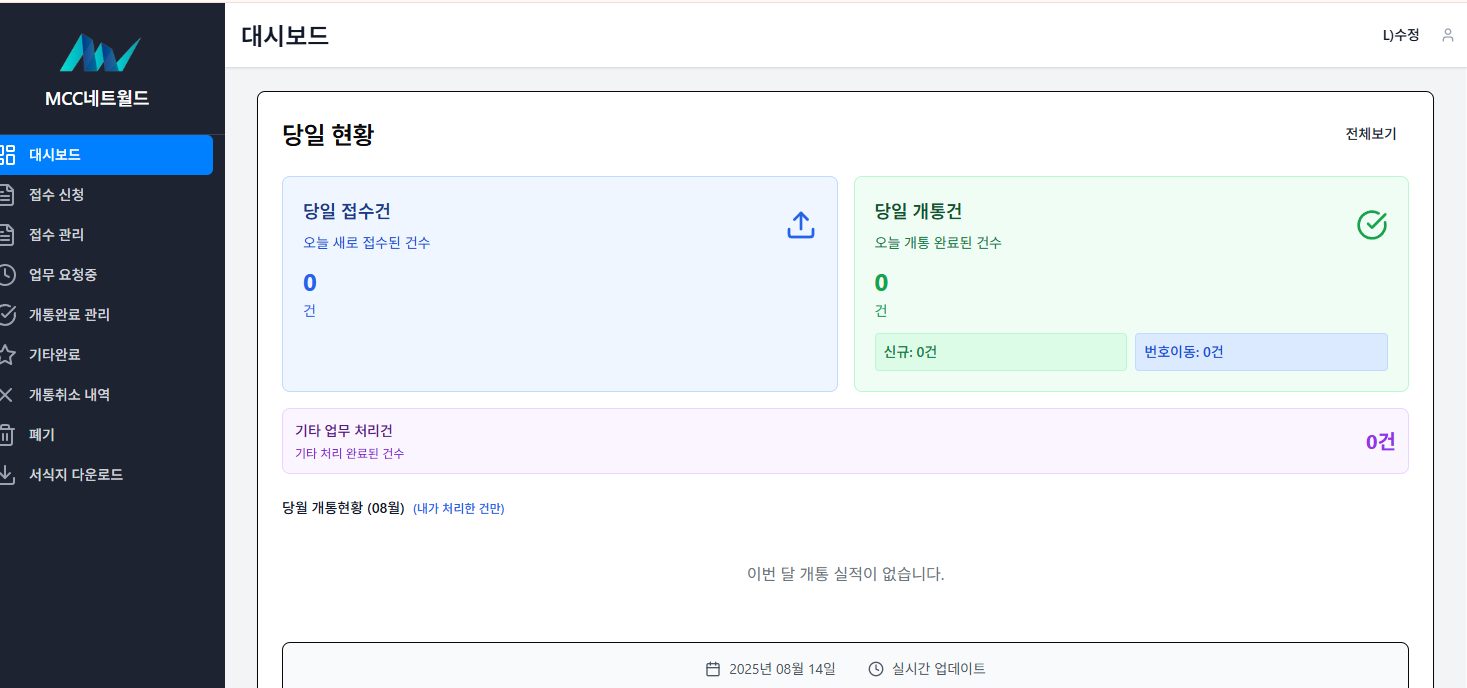 MCC네트월드
대시보드
접수 신청
접수 관리
업무 요청중
개통완료 관리
기타완료
개통취소 내역
폐기
서식지 다운로드
대시보드
L)수정
당일 현황
전체보기
당일 접수건
오늘 새로 접수된 건수
0
건
당일 개통건
오늘 개통 완료된 건수
0
건
신규: 0건
번호이동: 0건
기타 업무 처리건
기타 처리 완료된 건수
0건
당월 개통현황 (08월) (내가 처리한 건만)
이번 달 개통 실적이 없습니다.
2025년 08월 14일 실시간 업데이트